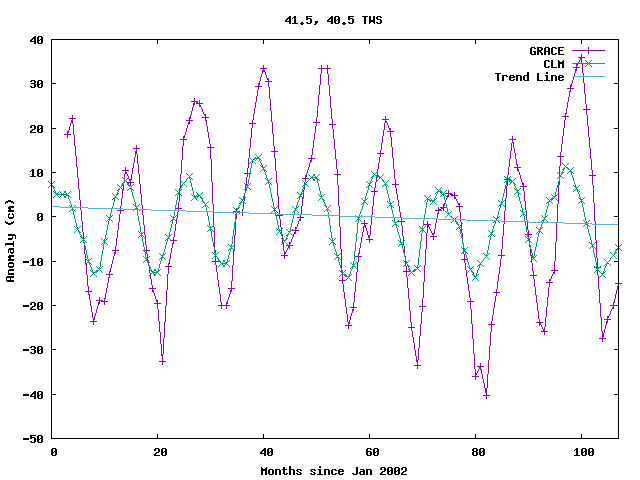 41.5, 40.5 TWS
GRACE
CLM
Trend Line
40
30
20
10
0
-10
-20
-30
-40
-50
Anomaly (cm)
0 20 40 60 80 100
Months since Jan 2002